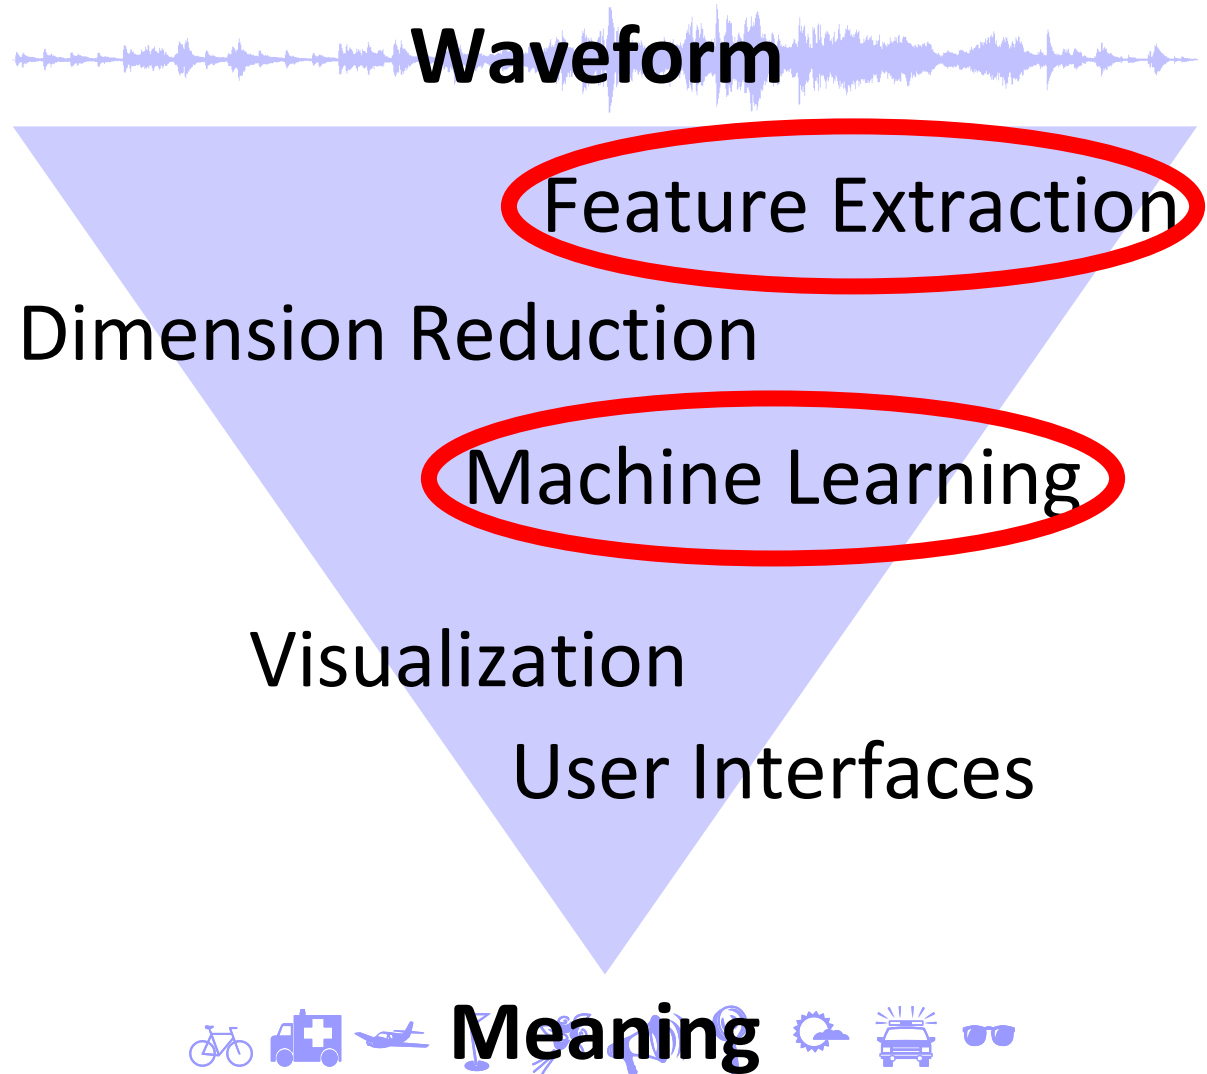 Waveform
Feature Extraction
Dimension Reduction
Machine Learning
Visualization
User Interfaces
Meaning